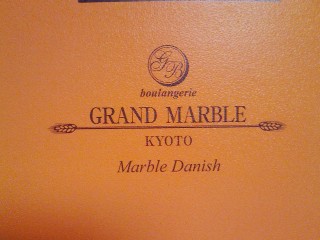 GB
boulangerie
GRAND MARBLE
KYOTO
Marble Danish